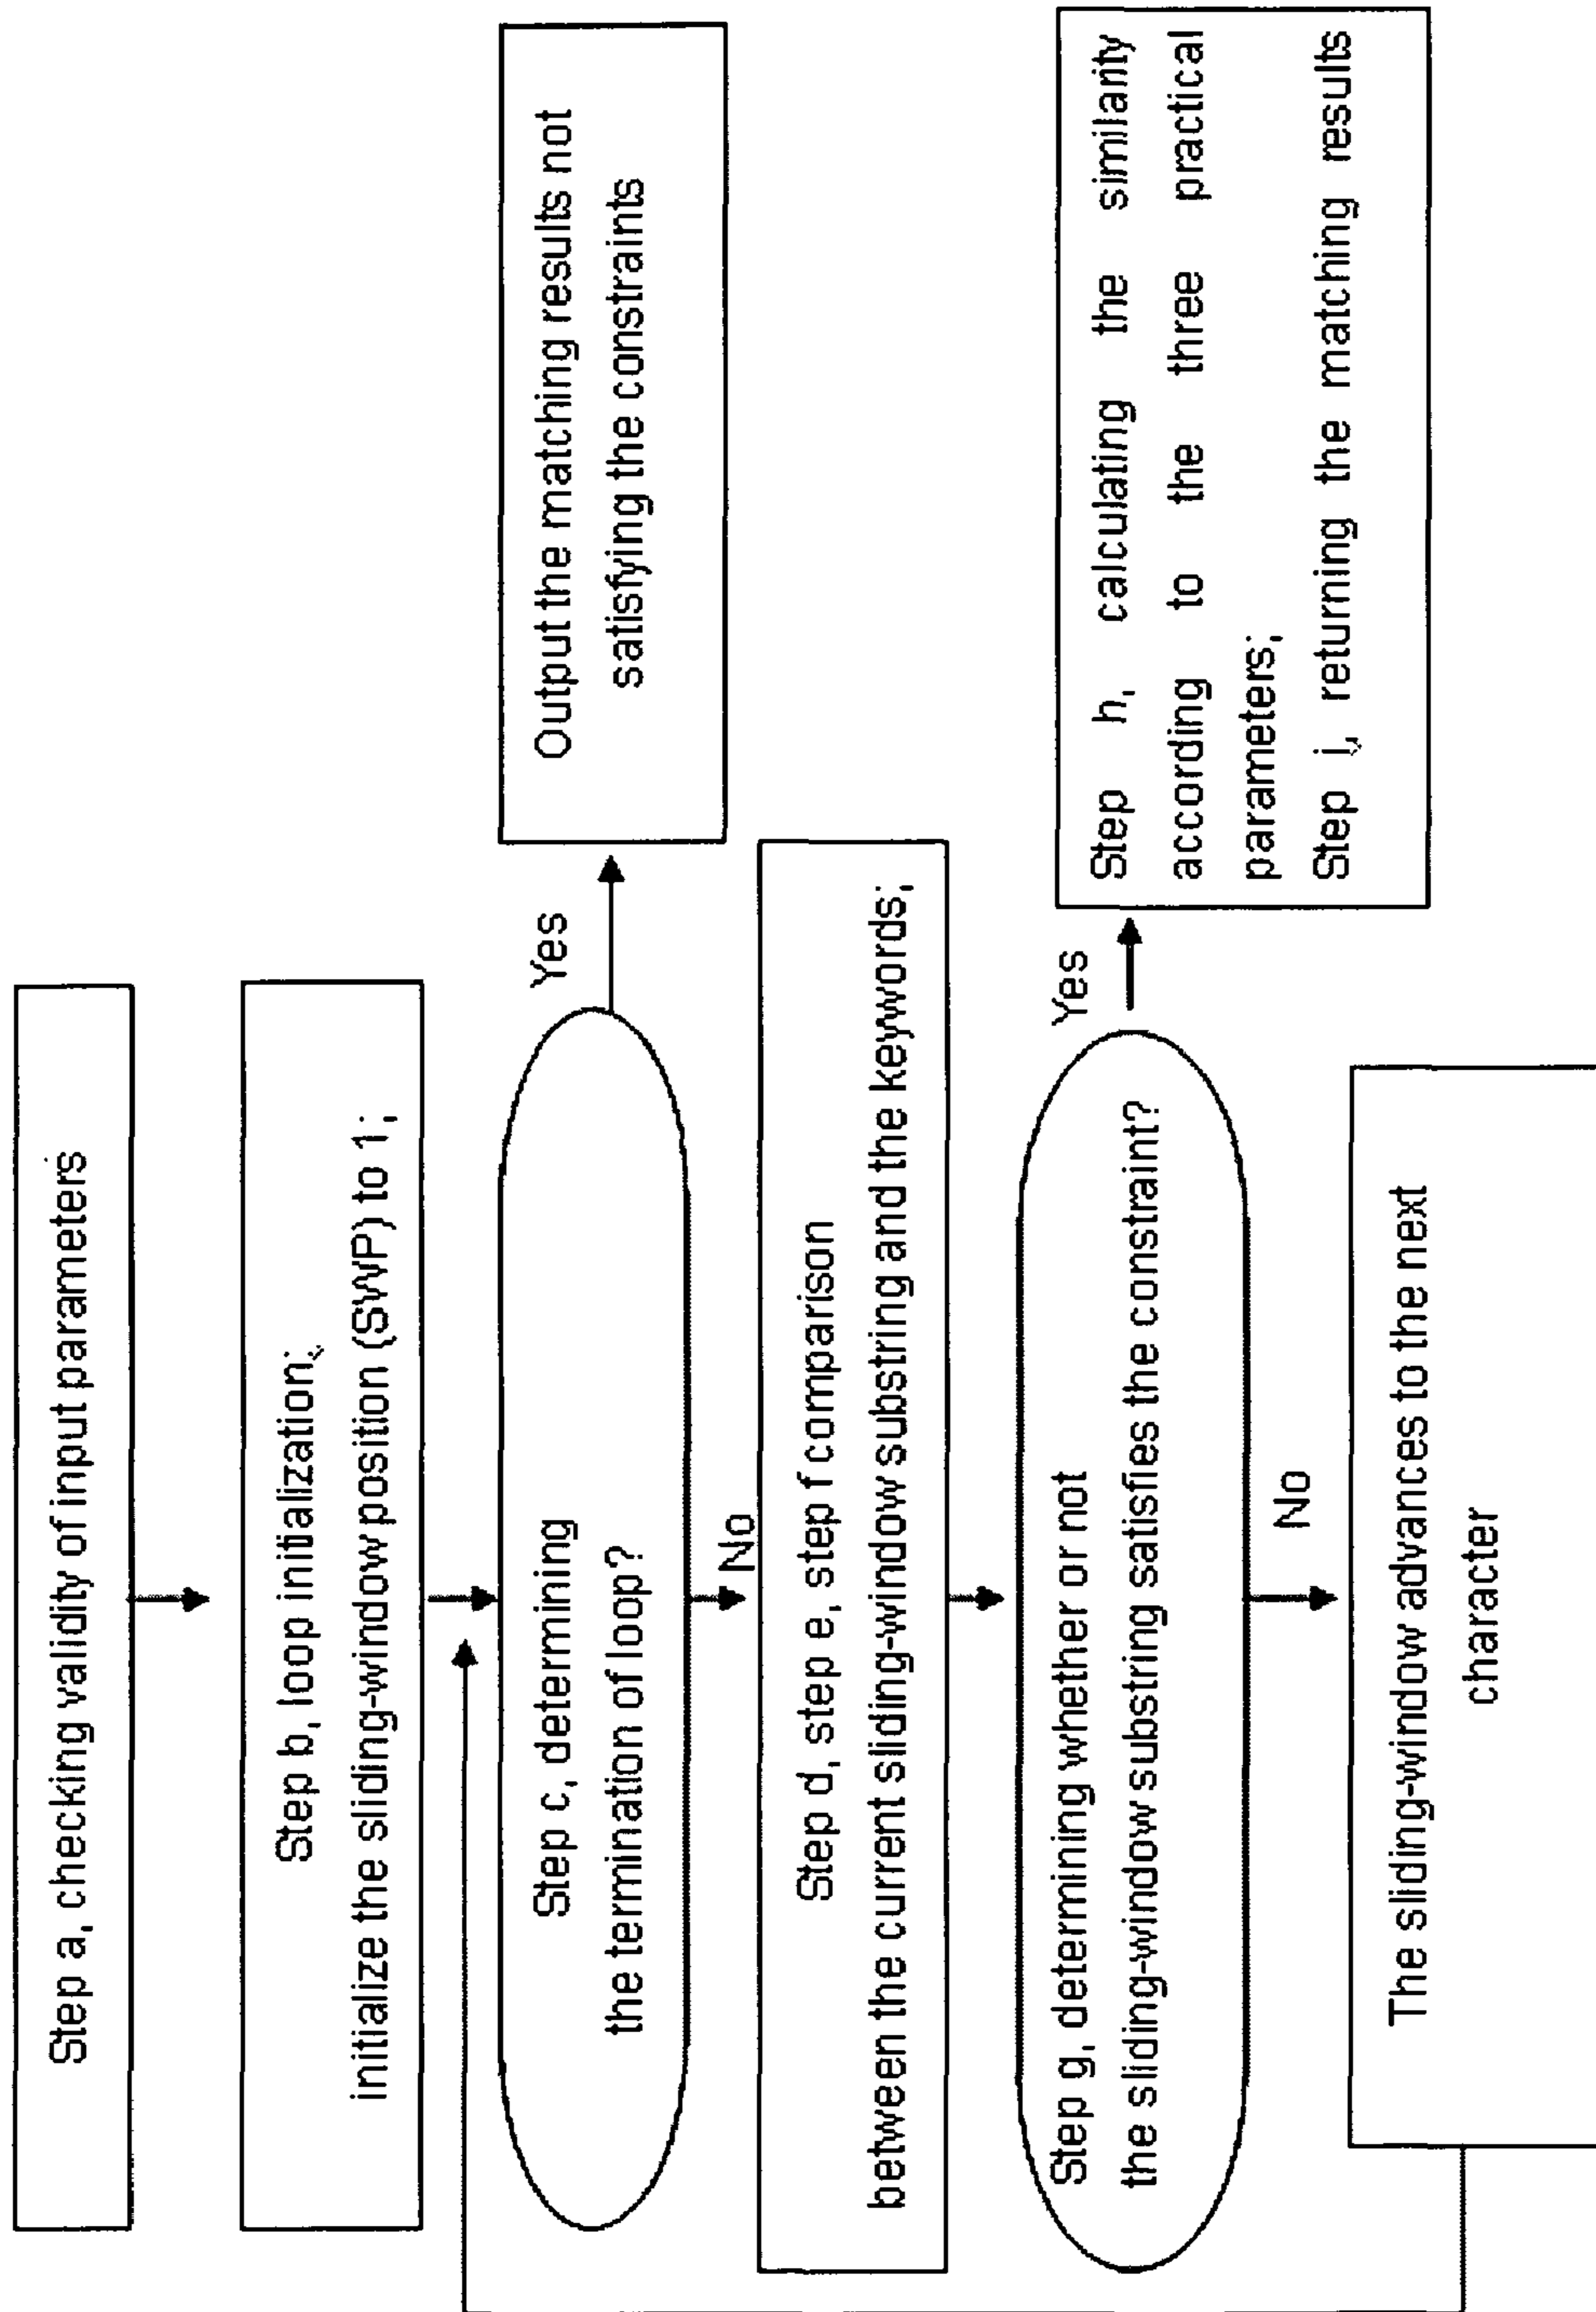 Step a, checking validity of input parameters
Step b, loop initialization;
initialize the sliding-window position (SWP) to 1;
Step c, determining
the termination of loop?
Yes
Output the matching results not
satisfying the constraints
No
Step d, step e, step f comparison
between the current sliding-window substring and the keywords;
Step g, determining whether or not
the sliding-window substring satisfies the constraint?
Yes
Step h, calculating the similarity
according to the three practical
parameters;
Step i, returning the matching results
No
The sliding-window advances to the next
character